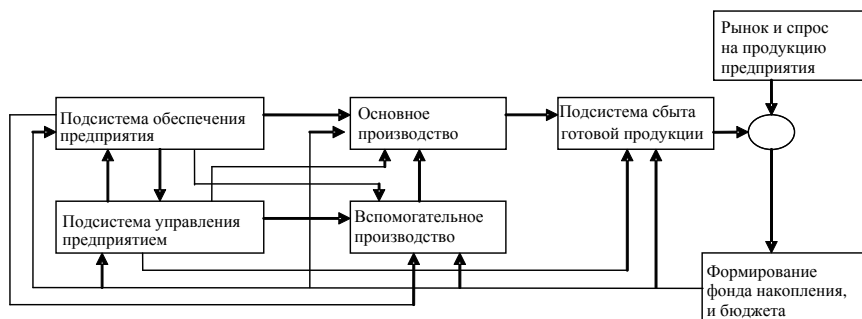 Рынок и спрос
на продукцию
предприятия
Подсистема обеспечения
предприятия
Основное
производство
Подсистема сбыта
готовой продукции
Подсистема управления
предприятием
Вспомогательное
производство
Формирование
фонда накопления,
и бюджета